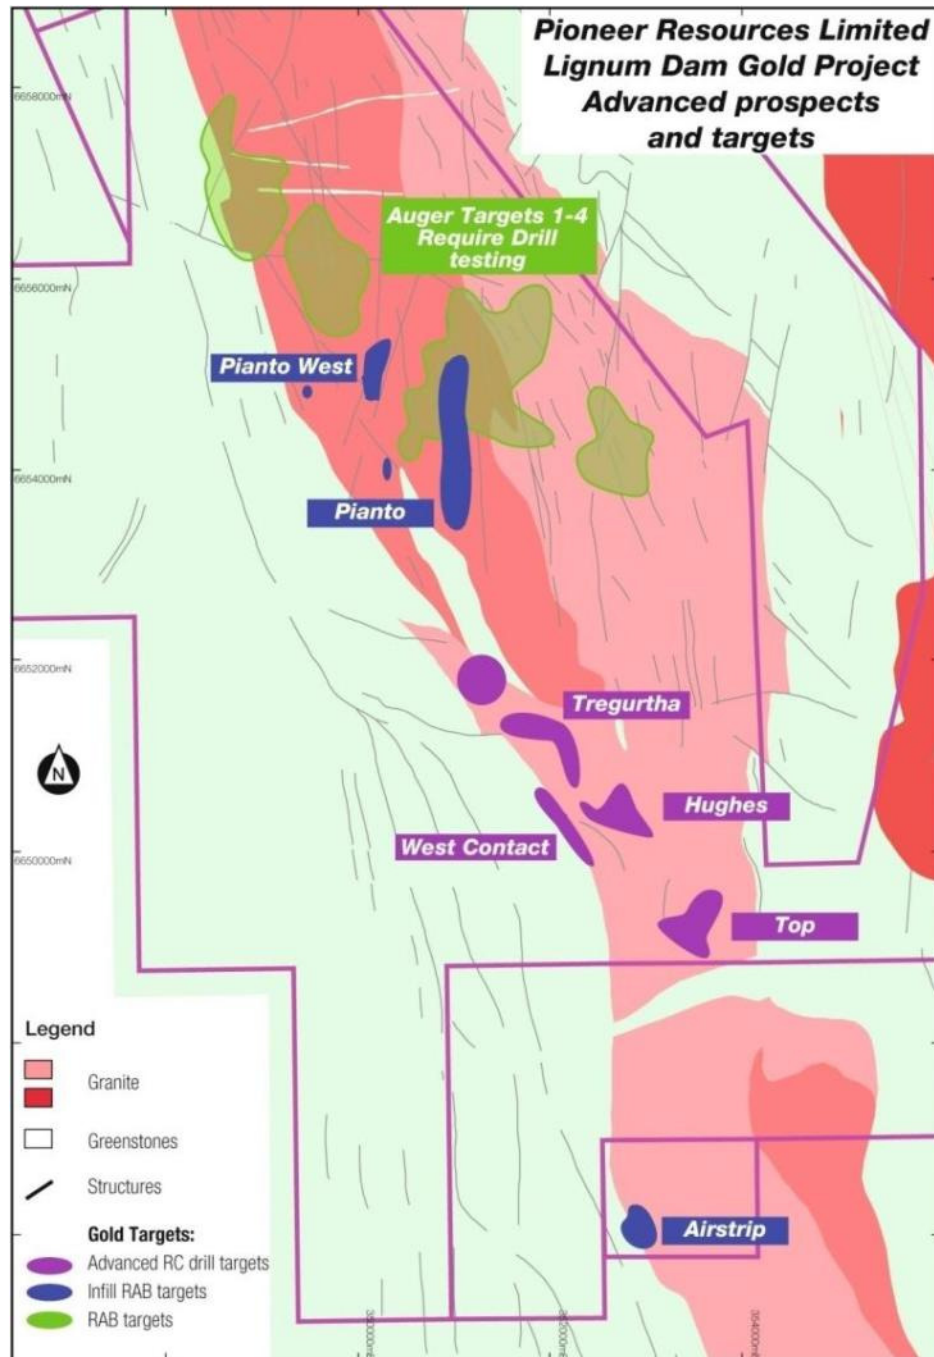 Pioneer Resources Limited
Lignum Dam Gold Project
Advanced prospects
and targets
6658000mN
Auger Targets 1-4
Require Drill
testing
6656000mN
Pianto West
6654000mN
Pianto
6652000mN
Tregurtha
N
Hughes
West Contact
6650000mN
Top
Legend
Granite
Greenstones
Structures
Gold Targets:
Advanced RC drill targets
Infill RAB targets
RAB targets
Airstrip